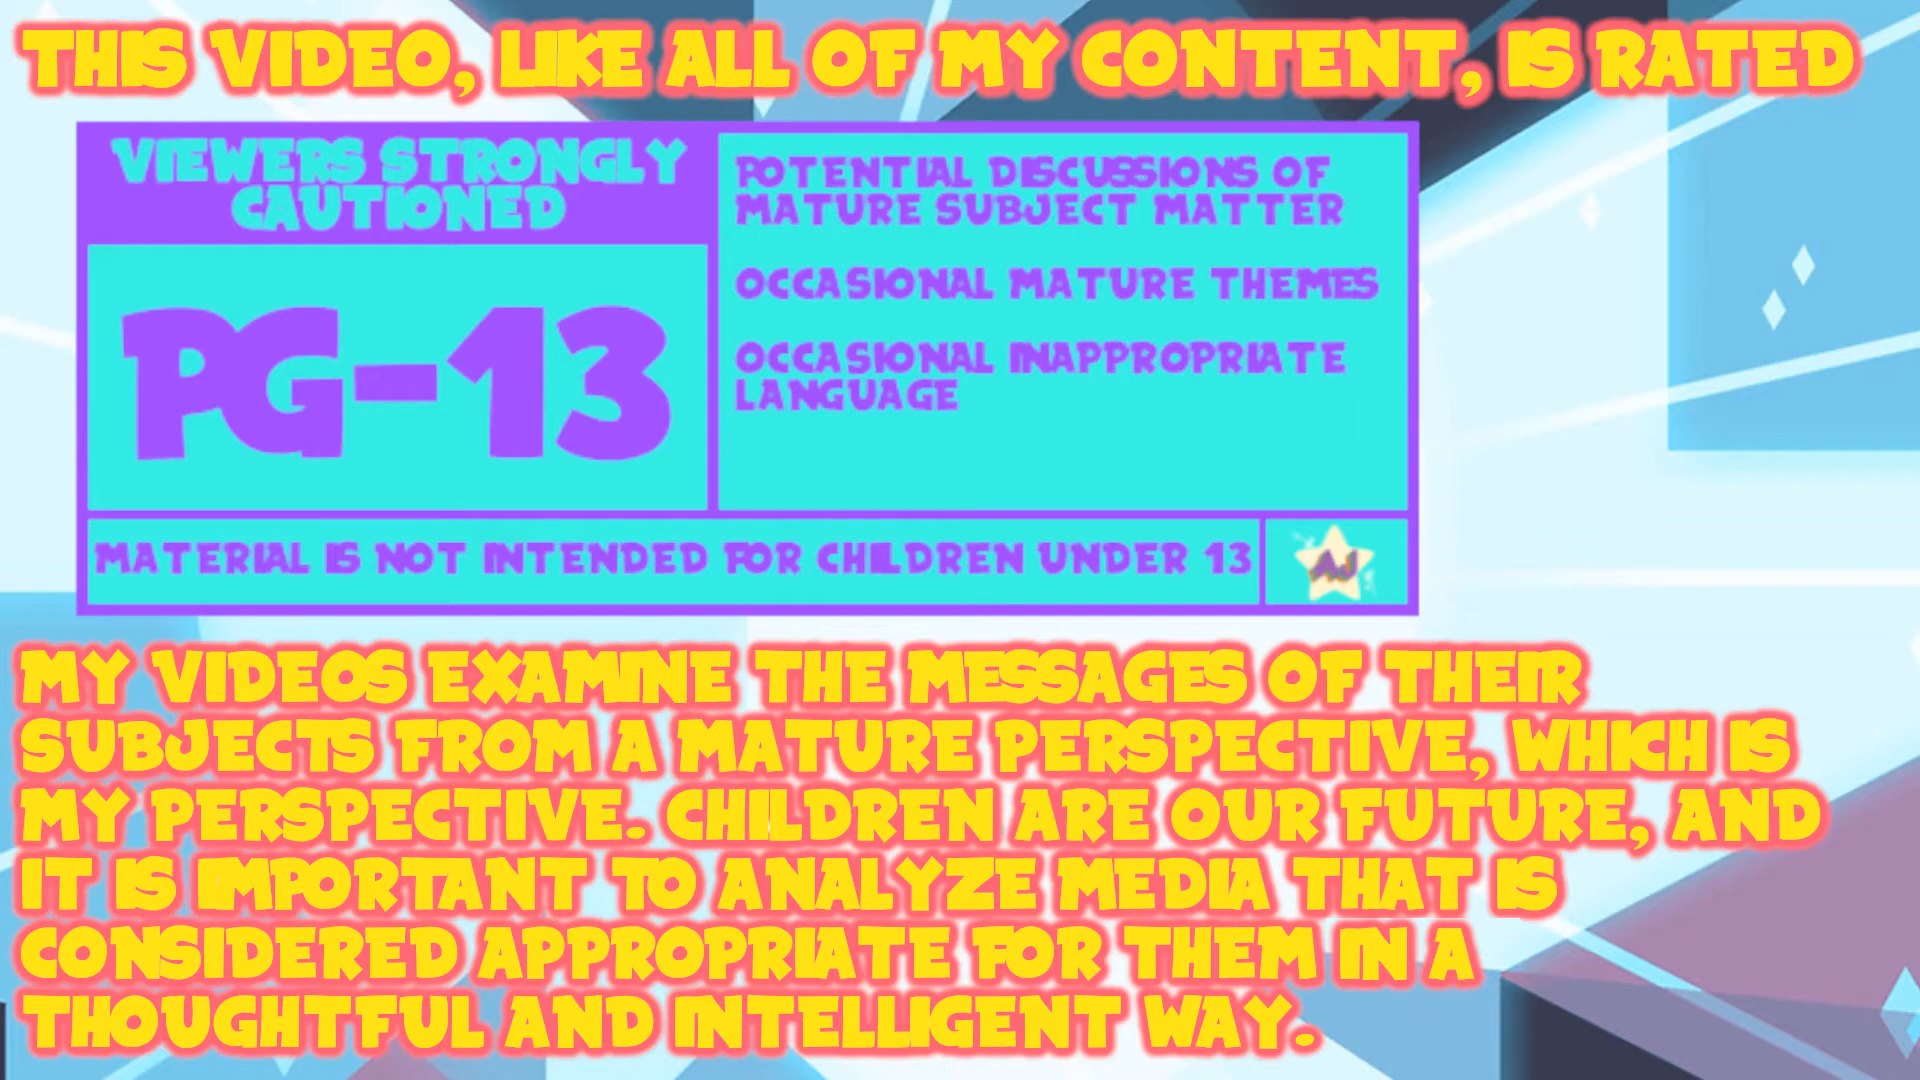 THIS VIDEO, LIKE ALL OF MY CONTENT, IS RATED
VIEWERS STRONGLY
CAUTIONED
PG-13
POTENTIAL DISCUSSIONS OF
MATURE SUBJECT MATTER
OCCASIONAL MATURE THEMES
OCCASIONAL INAPPROPRIATE
LANGUAGE
MATERIAL IS NOT INTENDED FOR CHILDREN UNDER 13
AJ
MY VIDEOS EXAMINE THE MESSAGES OF THEIR
SUBJECTS FROM A MATURE PERSPECTIVE, WHICH IS
MY PERSPECTIVE. CHILDREN ARE OUR FUTURE, AND
IT IS IMPORTANT TO ANALYZE MEDIA THAT IS
CONSIDERED APPROPRIATE FOR THEM IN A
THOUGHTFUL AND INTELLIGENT WAY.